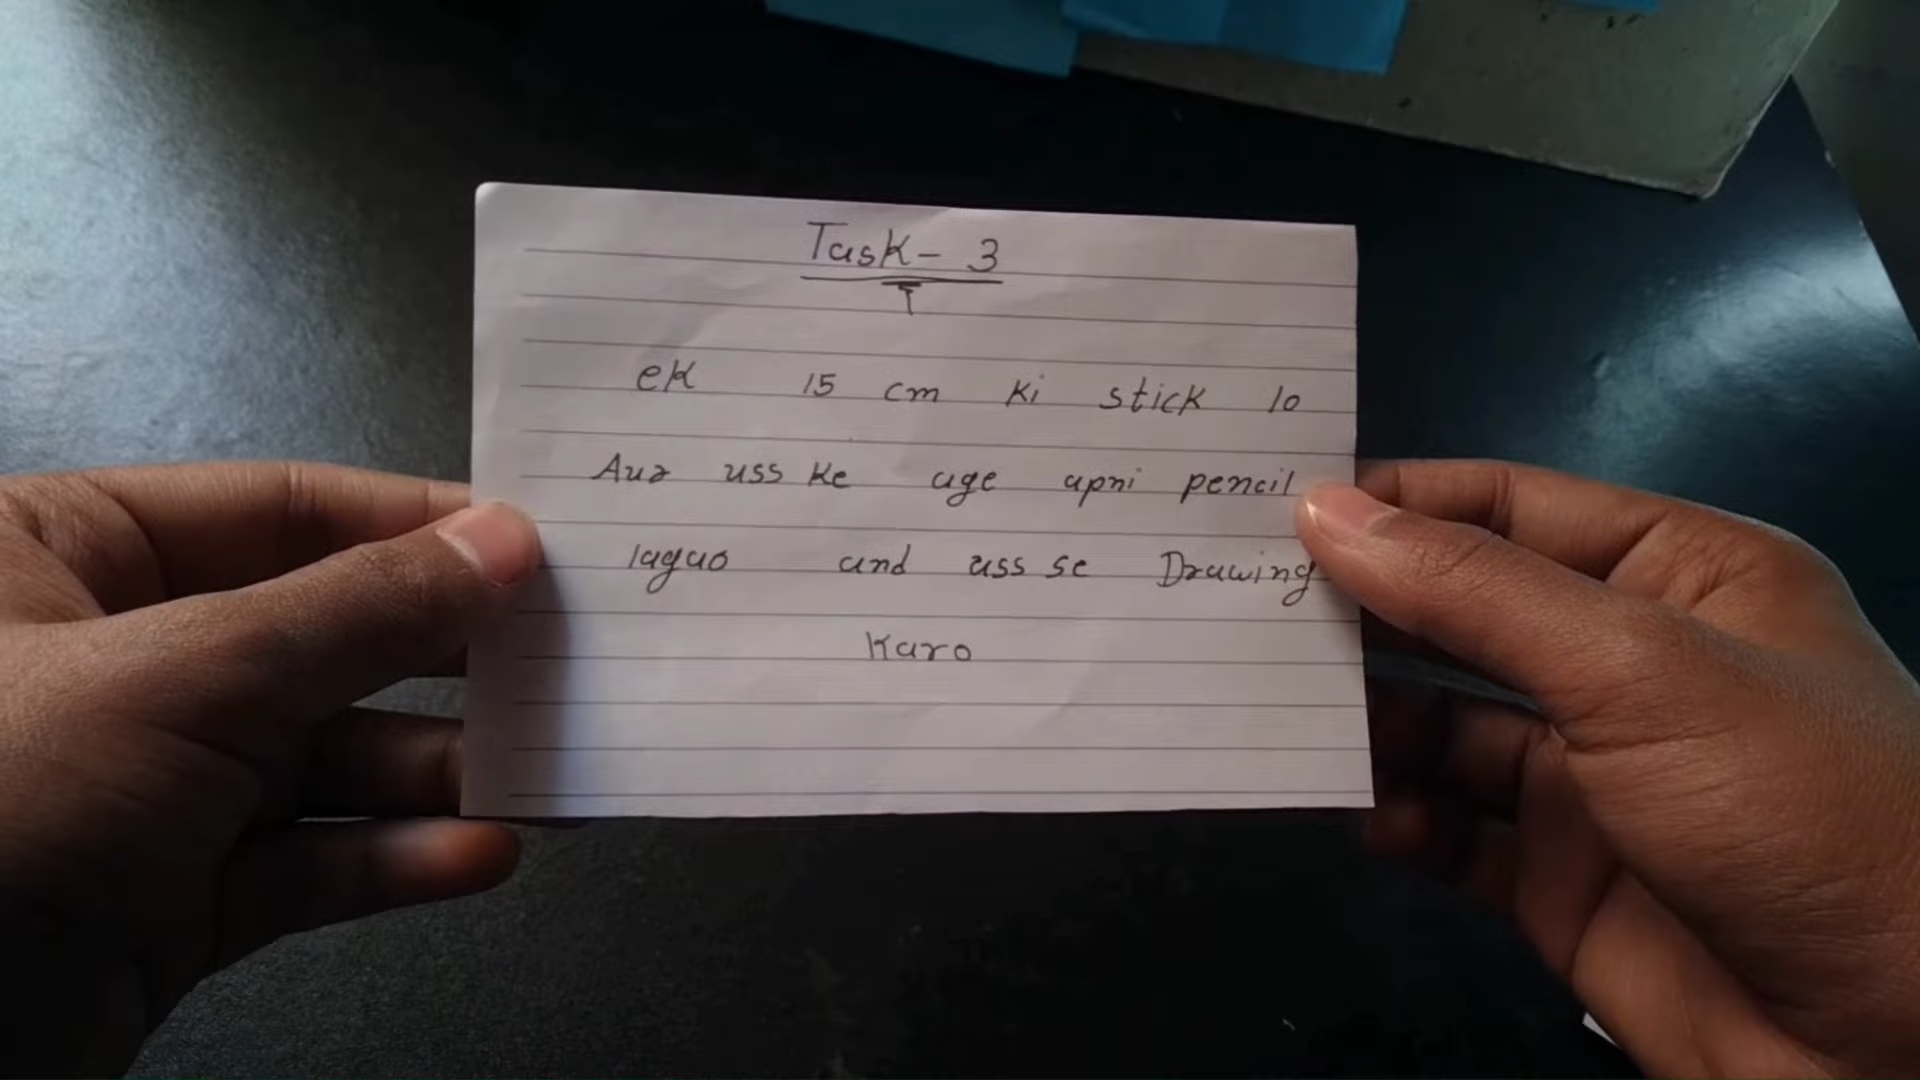 Task- 3
ek 15 cm ki stick lo
Aur uss ke age apni pencil
lagao and uss se Drawing
Karo